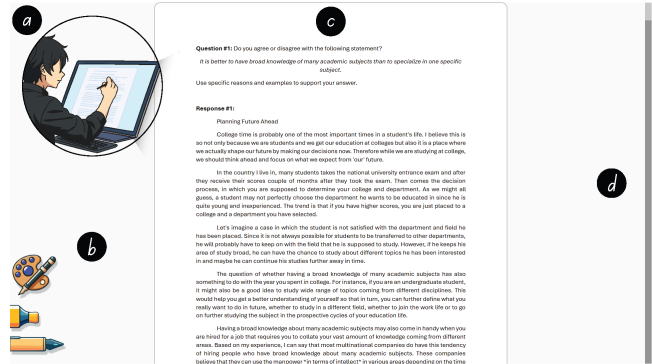 a
c
Question #1: Do you agree or disagree with the following statement?
It is better to have broad knowledge of many academic subjects than to specialize in one specific
subject.
Use specific reasons and examples to support your answer.
Response #1:
Planning Future Ahead
College time is probably one of the most important times in a student's life. I believe this is
so not only because we are students and we get our education at colleges but also it is a place where
we actually shape our future by making our decisions now. Therefore while we are studying at college,
we should think ahead and focus on what we expect from 'our' future.
In the country I live in, many students takes the national university entrance exam and after
they receive their scores couple of months after they took the exam. Then comes the decision
process, in which you are supposed to determine your college and department. As we might all
guess, a student may not perfectly choose the department he wants to be educated in since he is
quite young and inexperienced. The trend is that if you have higher scores, you are just placed to a
college and a department you have selected.
d
Let's imagine a case in which the student is not satisfied with the department and field he
has been placed. Since it is not always possible for students to be transferred to other departments,
he will probably have to keep on with the field that he is supposed to study. However, if he keeps his
area of study broad, he can have the chance to study about different topics he has been interested
in and maybe he can continue his studies further away in time.
b
The question of whether having a broad knowledge of many academic subjects has also
something to do with the year you spent in college. For instance, if you are an undergraduate student,
it might also be a good idea to study wide range of topics coming from different disciplines. This
would help you get a better understanding of yourself so that in turn, you can further define what you
really want to do in future, whether to study in a different field, whether to join the work life or to go
on further studying the subject in the prospective cycles of your education life.
Having a broad knowledge about many academic subjects may also come in handy when you
are hired for a job that requires you to collate your vast amount of knowledge coming from different
areas. Based on my experience, I can say that most multinational companies do have this tendency
of hiring people who have broad knowledge about many academic subjects. These companies
believe that they can use the manpower "in terms of intellect" in various areas depending on the time